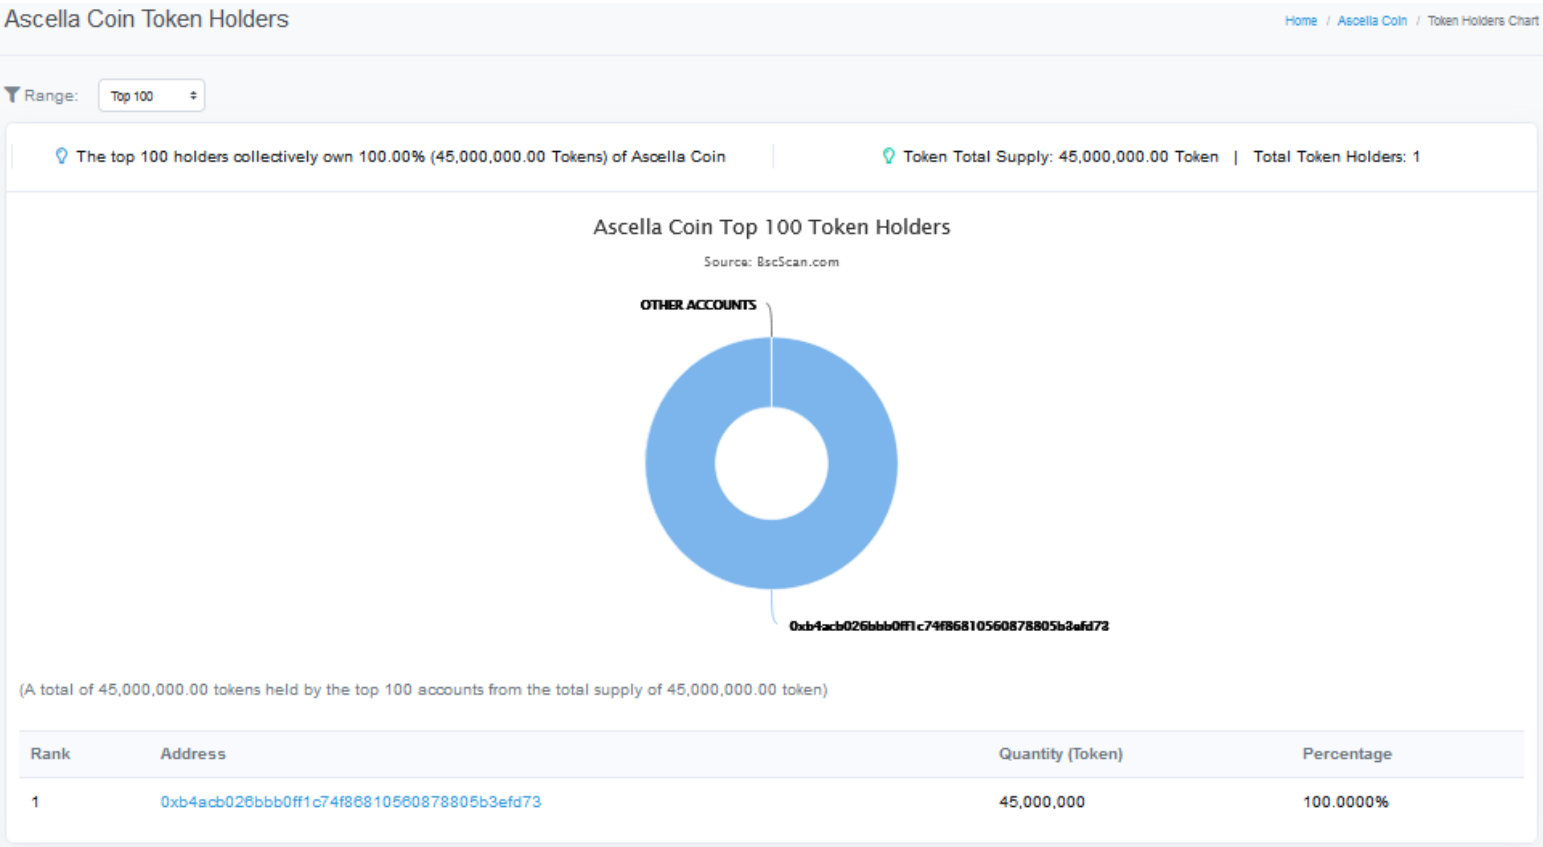 Ascella Coin Token Holders
Home / Ascella Coin / Token Holders Chart
Range: Top 100
The top 100 holders collectively own 100.00% (45,000,000.00 Tokens) of Ascella Coin
Token Total Supply: 45,000,000.00 Token | Total Token Holders: 1
Ascella Coin Top 100 Token Holders
Source: BscScan.com
OTHER ACCOUNTS
0xb4acb026bbb0ff1c74f86810560878805b3efd73
(A total of 45,000,000.00 tokens held by the top 100 accounts from the total supply of 45,000,000.00 token)
Rank Address Quantity (Token) Percentage
1 0xb4acb026bbb0ff1c74f86810560878805b3efd73 45,000,000 100.0000%